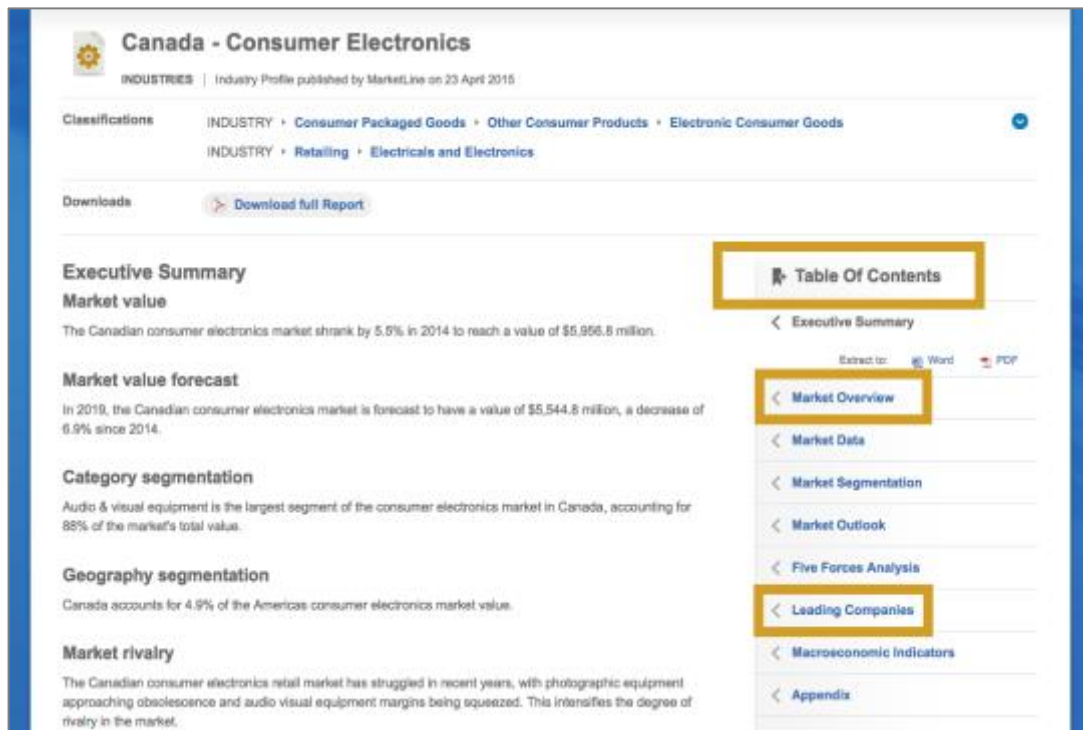 Canada - Consumer Electronics
INDUSTRIES | Industry Profile published by MarketLine on 23 April 2015
Classifications
INDUSTRY ▸ Consumer Packaged Goods ▸ Other Consumer Products ▸ Electronic Consumer Goods
INDUSTRY ▸ Retailing ▸ Electricals and Electronics
Downloads
Download full Report
Executive Summary
Market value
The Canadian consumer electronics market shrank by 5.5% in 2014 to reach a value of $5,956.8 million.
Market value forecast
In 2019, the Canadian consumer electronics market is forecast to have a value of $5,544.8 million, a decrease of
6.9% since 2014.
Category segmentation
Audio & visual equipment is the largest segment of the consumer electronics market in Canada, accounting for
88% of the market's total value.
Geography segmentation
Canada accounts for 4.9% of the Americas consumer electronics market value.
Market rivalry
The Canadian consumer electronics retail market has struggled in recent years, with photographic equipment
approaching obsolescence and audio visual equipment margins being squeezed. This intensifies the degree of
rivalry in the market.
Table Of Contents
Executive Summary
Extract to: Word PDF
Market Overview
Market Data
Market Segmentation
Market Outlook
Five Forces Analysis
Leading Companies
Macroeconomic Indicators
Appendix